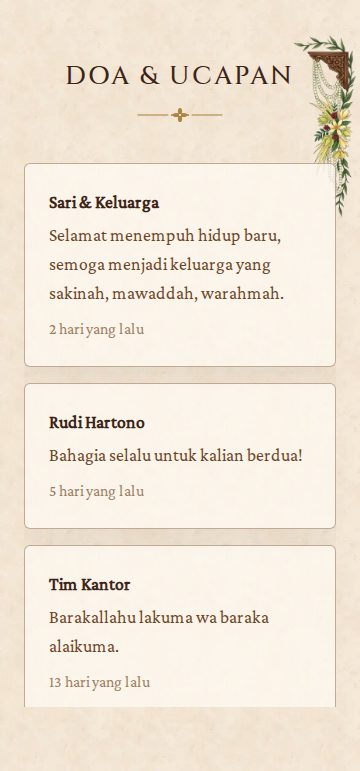 DOA & UCAPAN
Sari & Keluarga
Selamat menempuh hidup baru,
semoga menjadi keluarga yang
sakinah, mawaddah, warahmah.
2 hari yang lalu
Rudi Hartono
Bahagia selalu untuk kalian berdua!
5 hari yang lalu
Tim Kantor
Barakallahu lakuma wa baraka
alaikuma.
13 hari yang lalu